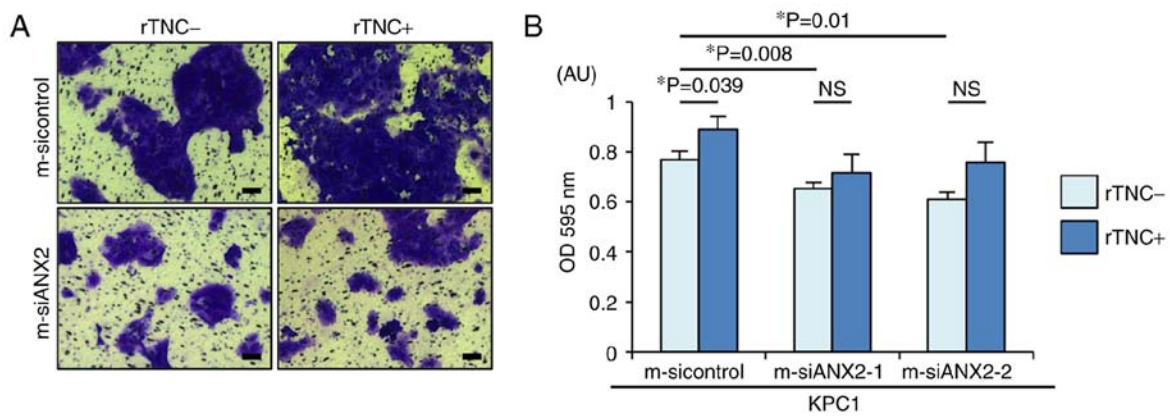 A
rTNC– rTNC+
m-sicontrol
m-siANX2
B
*P=0.01
*P=0.008
(AU)
*P=0.039 NS NS
1
0.8
0.6
0.4
0.2
0
OD 595 nm
m-sicontrol m-siANX2-1 m-siANX2-2
KPC1
rTNC–
rTNC+